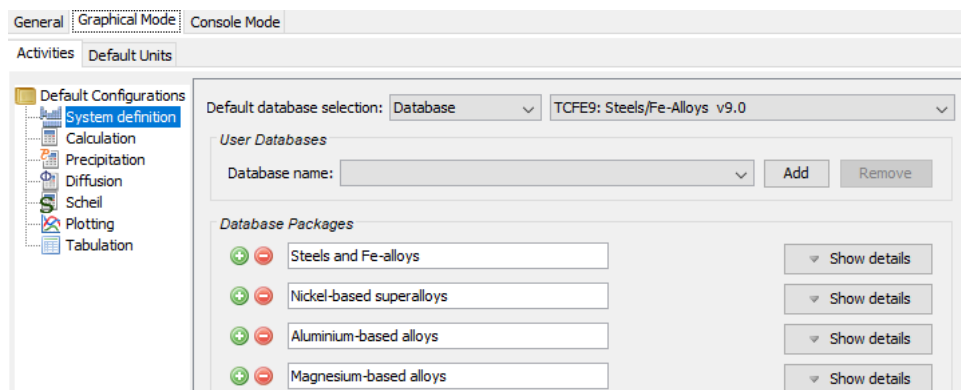 General Graphical Mode Console Mode
Activities Default Units
Default Configurations
System definition
Calculation
Precipitation
Diffusion
Scheil
Plotting
Tabulation
Default database selection: Database TCFE9: Steels/Fe-Alloys v9.0
User Databases
Database name: Add Remove
Database Packages
Steels and Fe-alloys Show details
Nickel-based superalloys Show details
Aluminium-based alloys Show details
Magnesium-based alloys Show details